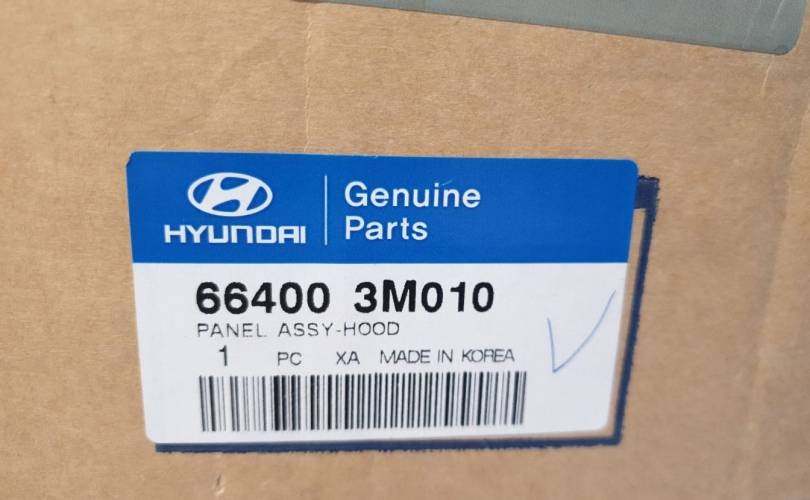 HYUNDAI
Genuine
Parts
66400 3M010
PANEL ASSY-HOOD
1 PC XA MADE IN KOREA